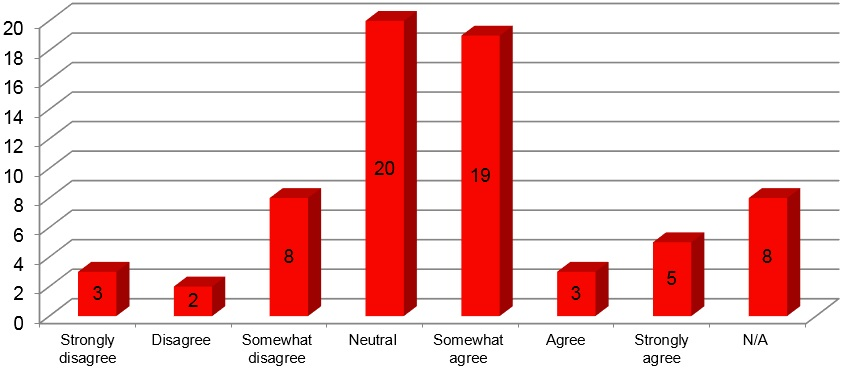 20
18
16
14
12
10
8
6
4
2
0
3
2
8
20
19
3
5
8
Strongly disagree
Disagree
Somewhat disagree
Neutral
Somewhat agree
Agree
Strongly agree
N/A